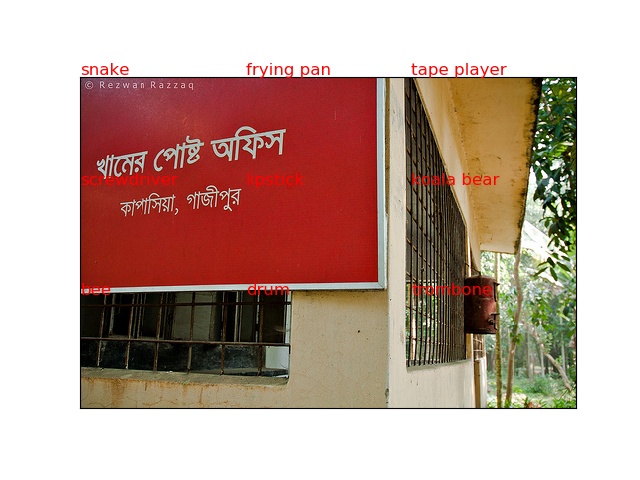 snake frying pan tape player
© Rezwan Razzaq
খামের পোষ্ট অফিস
screwdriver lipstick koala bear
কাপাসিয়া, গাজীপুর
bee drum trombone